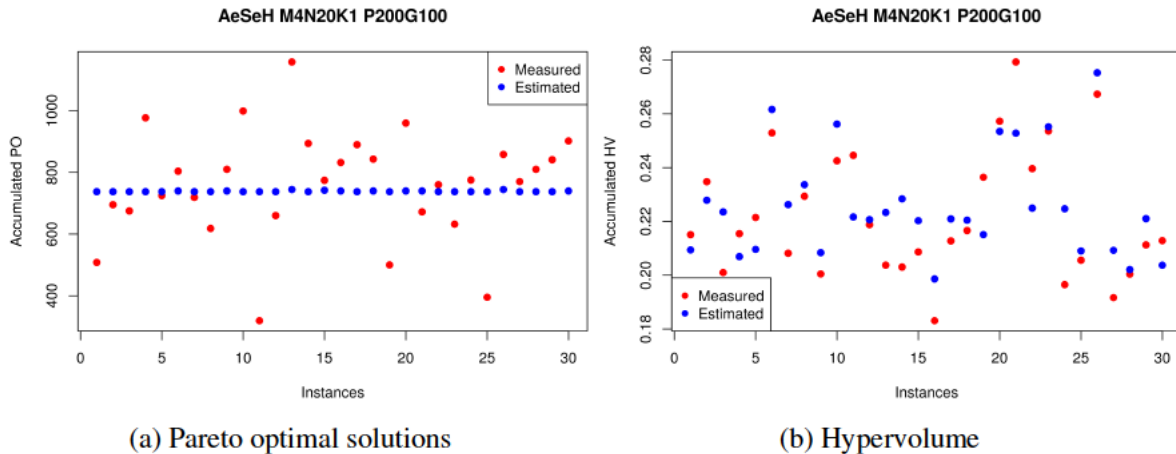 AeSeH M4N20K1 P200G100
Measured
Estimated
Accumulated PO
1000
800
600
400
0 5 10 15 20 25 30
Instances
(a) Pareto optimal solutions
AeSeH M4N20K1 P200G100
Accumulated HV
0.28
0.26
0.24
0.22
0.20
0.18
Measured
Estimated
0 5 10 15 20 25 30
Instances
(b) Hypervolume